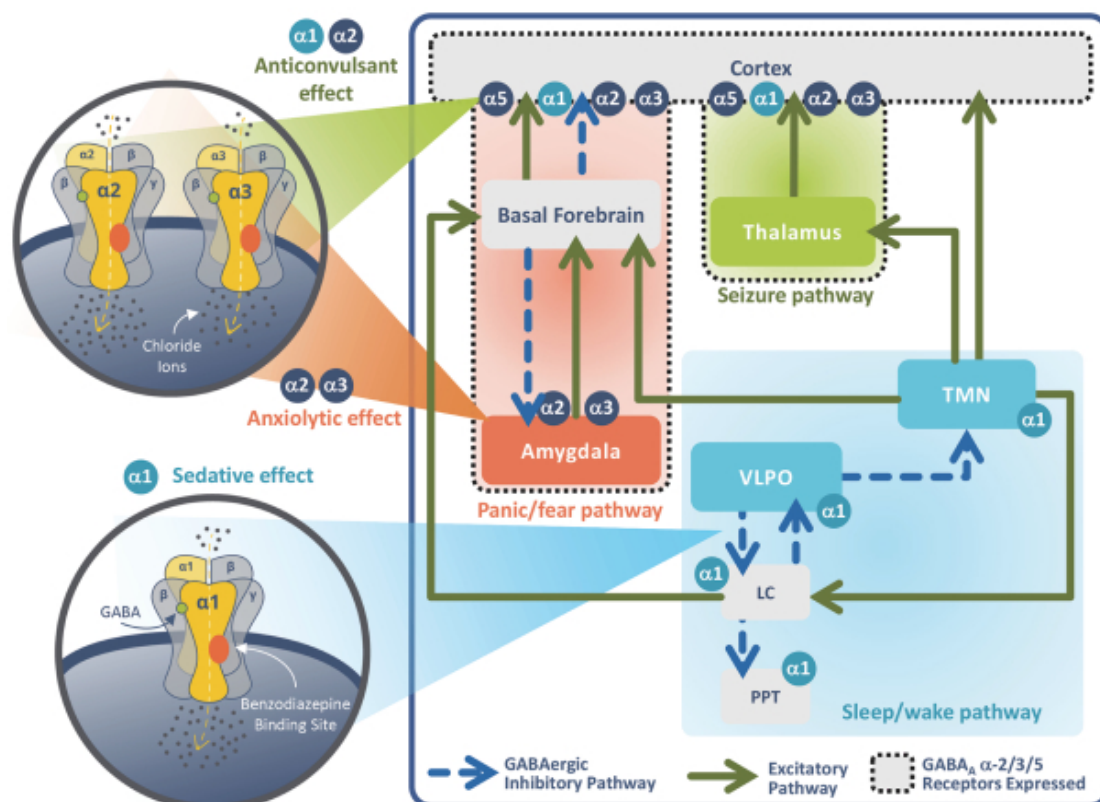 α1 α2
Anticonvulsant
effect
α2 β α3 β
β α2 γ β α3 γ
Chloride
Ions
α2 α3
Anxiolytic effect
α1 Sedative effect
α1 β
β α1 γ
GABA
Benzodiazepine
Binding Site
Cortex
α5 α1 α2 α3 α5 α1 α2 α3
Basal Forebrain
Thalamus
Seizure pathway
α2 α3
Amygdala
Panic/fear pathway
TMN
α1
VLPO
α1
α1
LC
α1
PPT
Sleep/wake pathway
GABAergic
Inhibitory Pathway
Excitatory
Pathway
GABAA α-2/3/5
Receptors Expressed